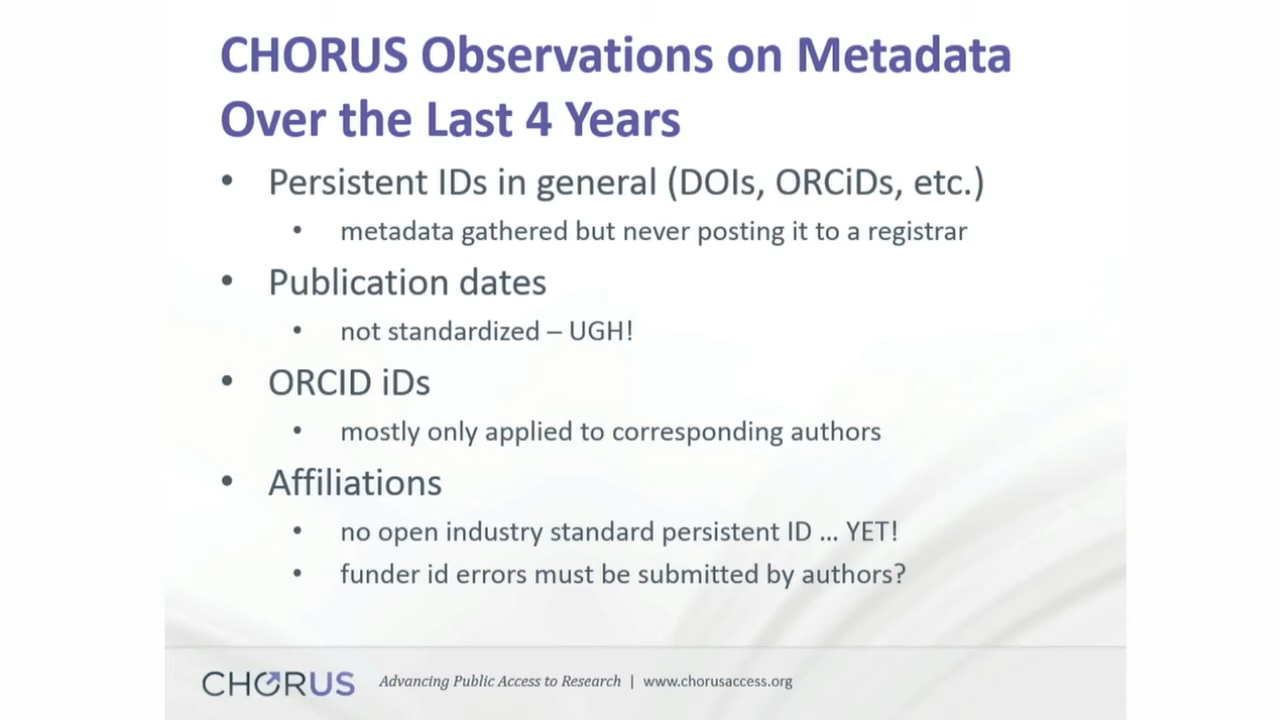 CHORUS Observations on Metadata
Over the Last 4 Years
• Persistent IDs in general (DOIs, ORCiDs, etc.)
• metadata gathered but never posting it to a registrar
• Publication dates
• not standardized – UGH!
• ORCID iDs
• mostly only applied to corresponding authors
• Affiliations
• no open industry standard persistent ID ... YET!
• funder id errors must be submitted by authors?
CHORUS Advancing Public Access to Research | www.chorusaccess.org